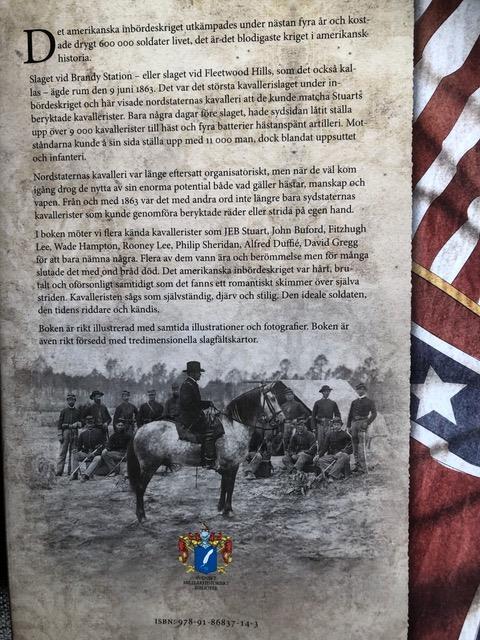 Det amerikanska inbördeskriget utkämpades under nästan fyra år och kost-
ade drygt 600 000 soldater livet, det är det blodigaste kriget i amerikansk
historia.
Slaget vid Brandy Station – eller slaget vid Fleetwood Hills, som det också kal-
las – ägde rum den 9 juni 1863. Det var det största kavallerislaget under in-
bördeskriget och här visade nordstaternas kavalleri att de kunde matcha Stuarts
beryktade kavallerister. Bara några dagar före slaget, hade sydsidan låtit ställa
upp över 9 000 kavallerister till häst och fyra batterier hästanspänt artilleri. Mot-
ståndarna kunde å sin sida ställa upp med 11 000 man, dock blandat uppsuttet
och infanteri.
Nordstaternas kavalleri var länge eftersatt organisatoriskt, men när de väl kom
igång drog de nytta av sin enorma potential både vad gäller hästar, manskap och
vapen. Från och med 1863 var det med andra ord inte längre bara sydstaternas
kavallerister som kunde genomföra beryktade räder eller strida på egen hand.
I boken möter vi flera kända kavallerister som JEB Stuart, John Buford, Fitzhugh
Lee, Wade Hampton, Rooney Lee, Philip Sheridan, Alfred Duffié, David Gregg
för att bara nämna några. Flera av dem vann ära och berömmelse men för många
slutade det med ond bråd död. Det amerikanska inbördeskriget var hårt, bru-
talt och oförsonligt samtidigt som det fanns ett romantiskt skimmer över själva
striden. Kavalleristen sågs som självständig, djärv och stilig. Den ideale soldaten,
den tidens riddare och kändis.
Boken är rikt illustrerad med samtida illustrationer och fotografier. Boken är
även rikt försedd med tredimensionella slagfältskartor.
SVENSKT
MILITÄRHISTORISKT
BIBLIOTEK
ISBN: 978-91-86837-14-3